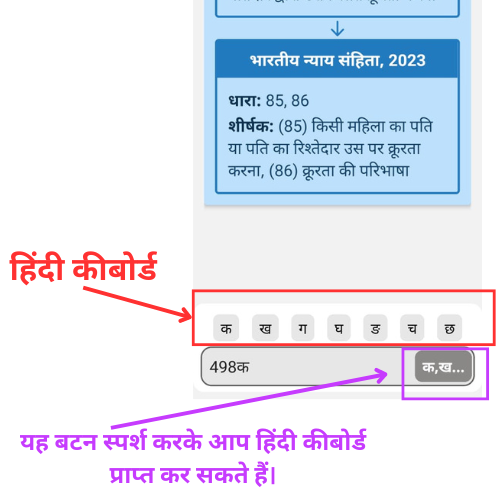 भारतीय न्याय संहिता, 2023
धारा: 85, 86
शीर्षक: (85) किसी महिला का पति
या पति का रिश्तेदार उस पर क्रूरता
करना, (86) क्रूरता की परिभाषा
हिंदी कीबोर्ड
क ख ग घ ङ च छ
498क क,ख...
यह बटन स्पर्श करके आप हिंदी कीबोर्ड
प्राप्त कर सकते हैं।